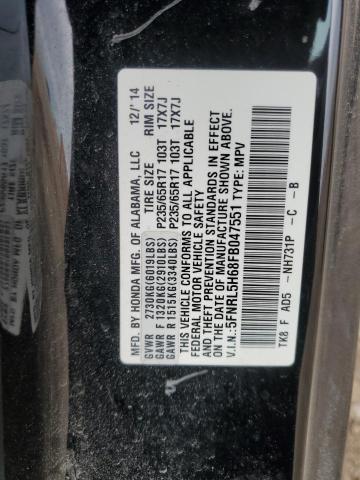 MFD. BY HONDA MFG. OF ALABAMA, LLC 12/'14
TIRE SIZE RIM SIZE
GVWR 2730KG(6019LBS)
GAWR F 1320KG(2910LBS) P235/65R17 103T 17X7J
GAWR R 1515KG(3340LBS) P235/65R17 103T 17X7J
THIS VEHICLE CONFORMS TO ALL APPLICABLE
FEDERAL MOTOR VEHICLE SAFETY
AND THEFT PREVENTION STANDARDS IN EFFECT
ON THE DATE OF MANUFACTURE SHOWN ABOVE.
V.I.N.:5FNRL5H68FB047551 TYPE: MPV
TK8 F AD5 -NH731P -C -B